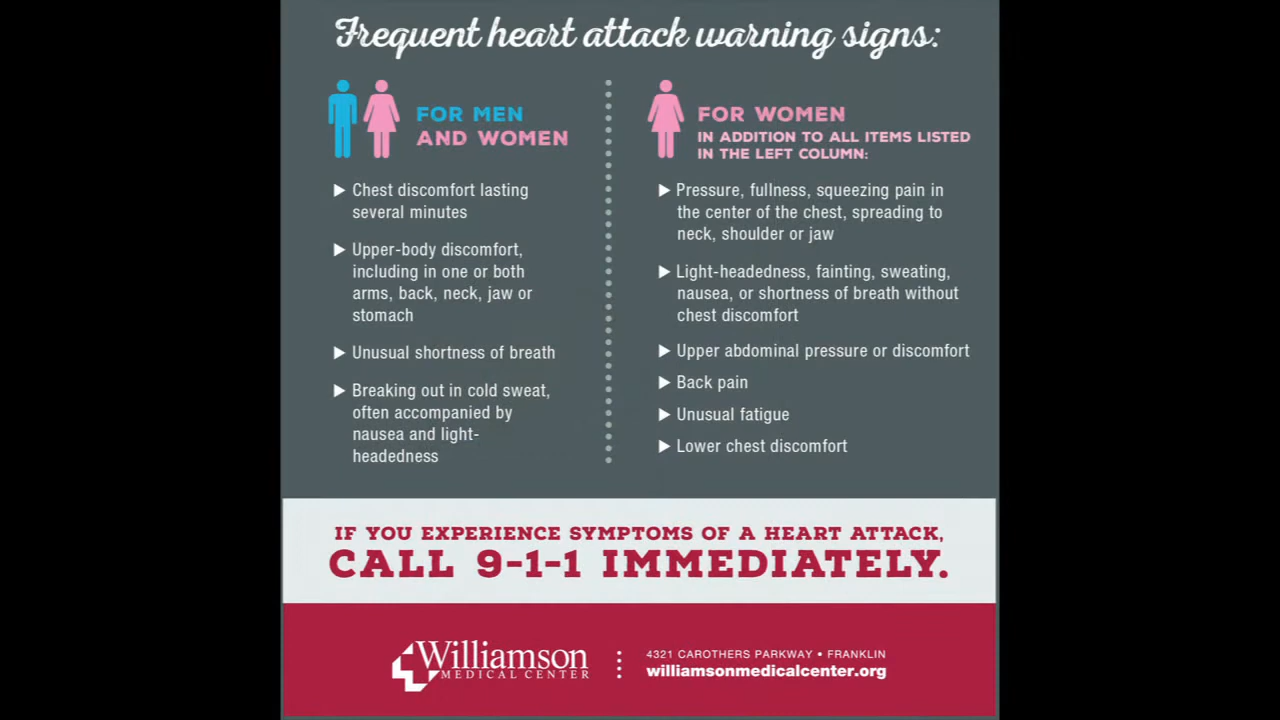 Frequent heart attack warning signs:
FOR MEN
AND WOMEN
▶ Chest discomfort lasting
several minutes
▶ Upper-body discomfort,
including in one or both
arms, back, neck, jaw or
stomach
▶ Unusual shortness of breath
▶ Breaking out in cold sweat,
often accompanied by
nausea and light-
headedness
FOR WOMEN
IN ADDITION TO ALL ITEMS LISTED
IN THE LEFT COLUMN:
▶ Pressure, fullness, squeezing pain in
the center of the chest, spreading to
neck, shoulder or jaw
▶ Light-headedness, fainting, sweating,
nausea, or shortness of breath without
chest discomfort
▶ Upper abdominal pressure or discomfort
▶ Back pain
▶ Unusual fatigue
▶ Lower chest discomfort
IF YOU EXPERIENCE SYMPTOMS OF A HEART ATTACK,
CALL 9-1-1 IMMEDIATELY.
Williamson
MEDICAL CENTER
4321 CAROTHERS PARKWAY • FRANKLIN
williamsonmedicalcenter.org